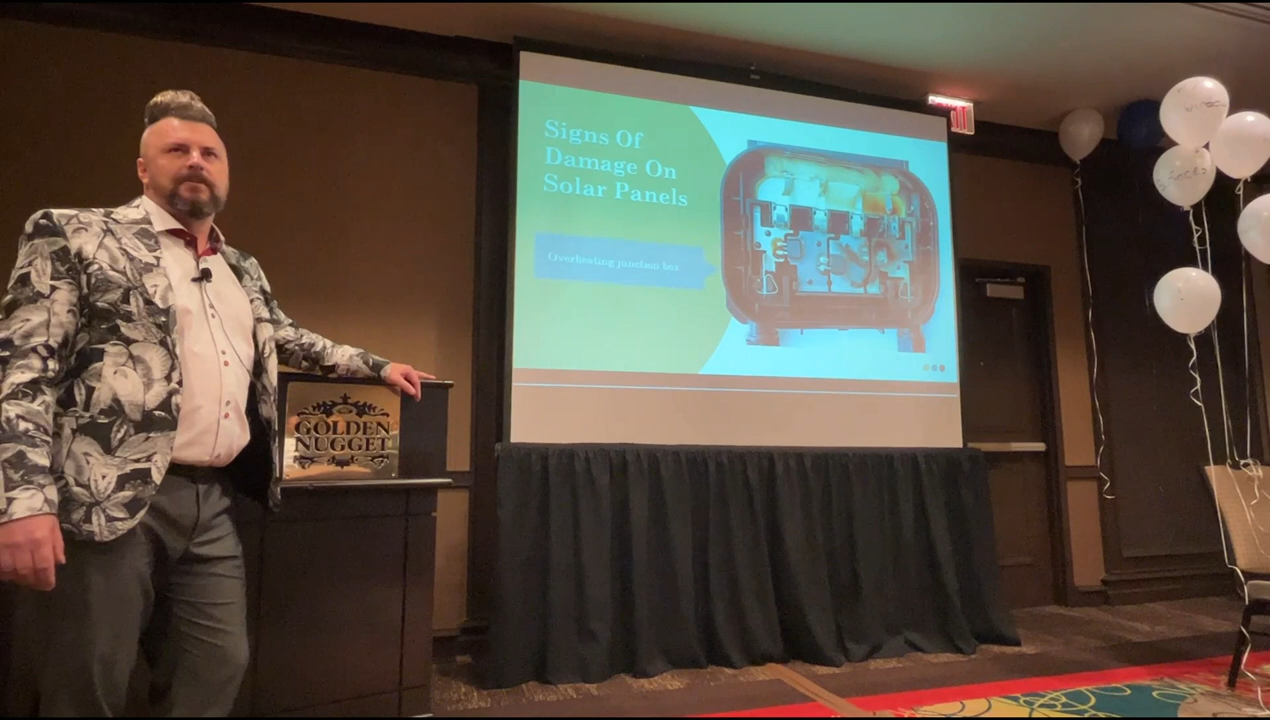 Signs Of
Damage On
Solar Panels
Overheating junction box
GOLDEN
NUGGET